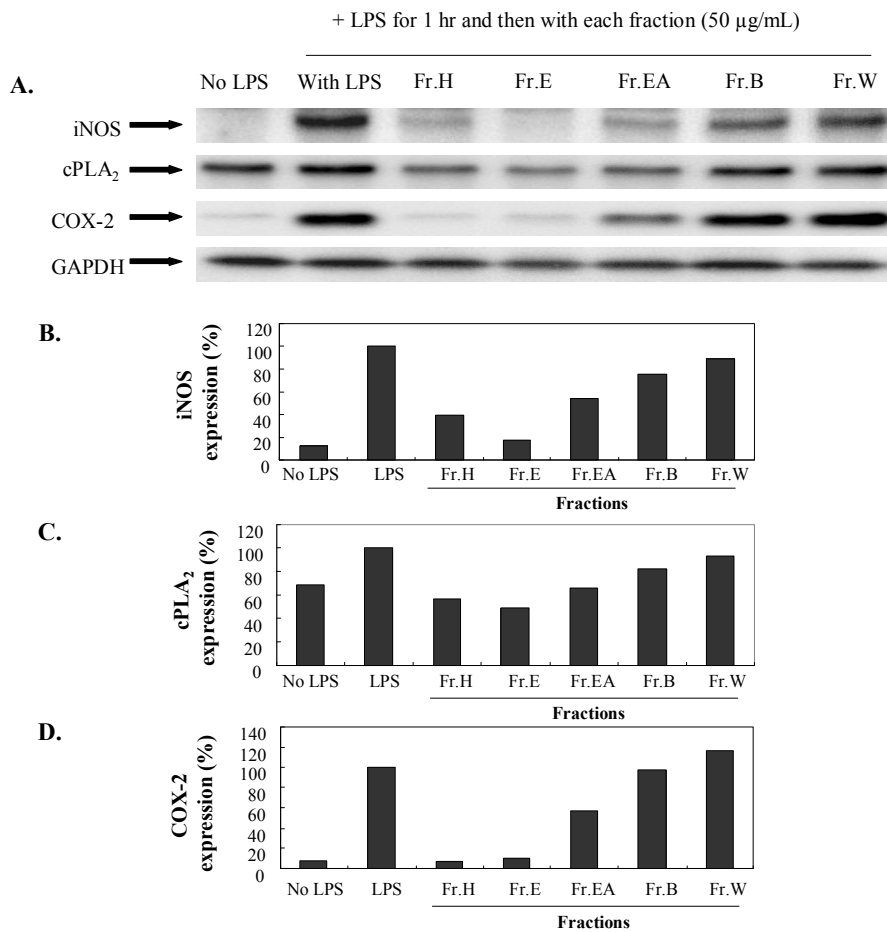 + LPS for 1 hr and then with each fraction (50 µg/mL)
A.
No LPS With LPS Fr.H Fr.E Fr.EA Fr.B Fr.W
iNOS
cPLA₂
COX-2
GAPDH
B.
iNOS
expression (%)
120
100
80
60
40
20
0
No LPS LPS Fr.H Fr.E Fr.EA Fr.B Fr.W
Fractions
C.
cPLA₂
expression (%)
120
100
80
60
40
20
0
No LPS LPS Fr.H Fr.E Fr.EA Fr.B Fr.W
Fractions
D.
COX-2
expression (%)
140
120
100
80
60
40
20
0
No LPS LPS Fr.H Fr.E Fr.EA Fr.B Fr.W
Fractions